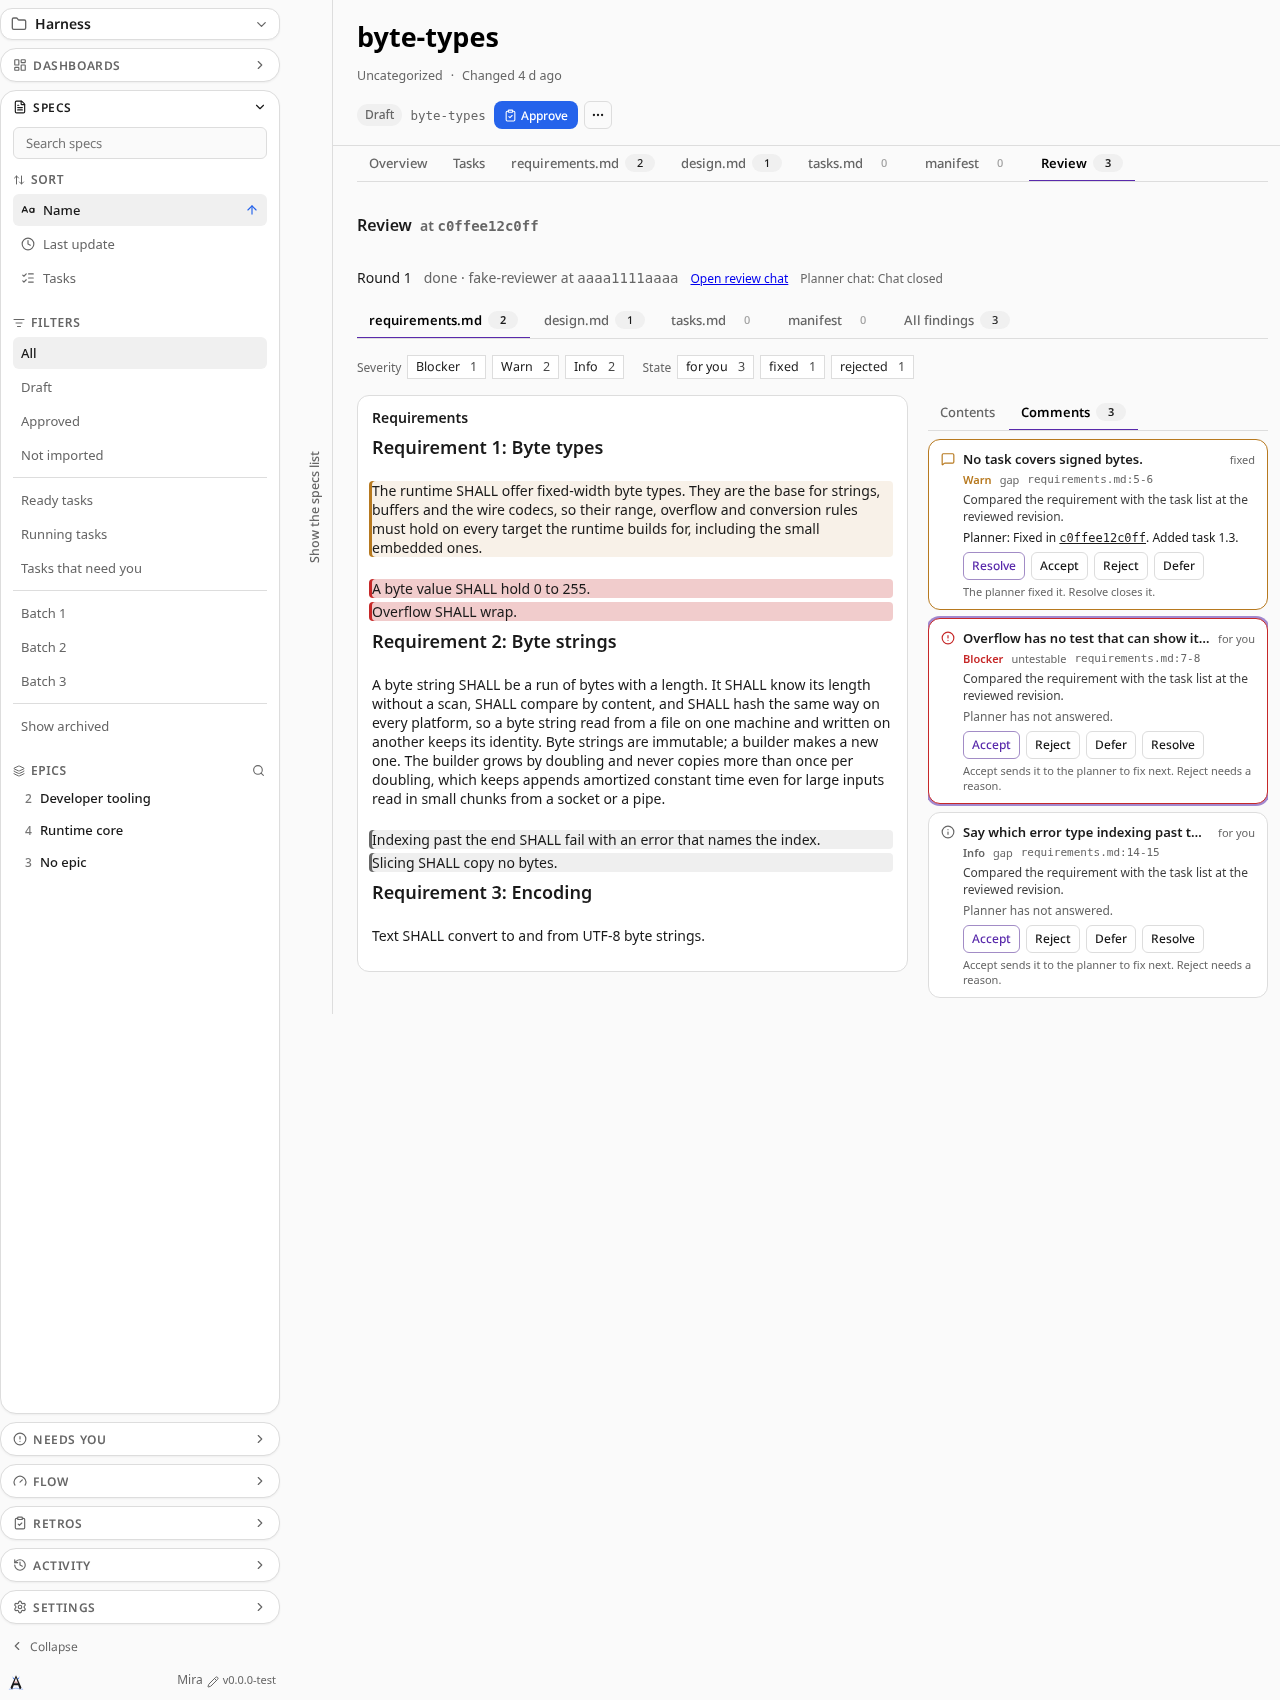 Harness
DASHBOARDS
SPECS
Search specs
SORT
Aa Name
Last update
Tasks
FILTERS
All
Draft
Approved
Not imported
Ready tasks
Running tasks
Tasks that need you
Batch 1
Batch 2
Batch 3
Show archived
EPICS
2 Developer tooling
4 Runtime core
3 No epic
NEEDS YOU
FLOW
RETROS
ACTIVITY
SETTINGS
Collapse
A
Mira v0.0.0-test
Show the specs list
byte-types
Uncategorized · Changed 4 d ago
Draft byte-types Approve ···
Overview Tasks requirements.md 2 design.md 1 tasks.md 0 manifest 0 Review 3
Review at c0ffee12c0ff
Round 1 done · fake-reviewer at aaaa1111aaaa Open review chat Planner chat: Chat closed
requirements.md 2 design.md 1 tasks.md 0 manifest 0 All findings 3
Severity Blocker 1 Warn 2 Info 2 State for you 3 fixed 1 rejected 1
Requirements
Requirement 1: Byte types
The runtime SHALL offer fixed-width byte types. They are the base for strings,
buffers and the wire codecs, so their range, overflow and conversion rules
must hold on every target the runtime builds for, including the small
embedded ones.
A byte value SHALL hold 0 to 255.
Overflow SHALL wrap.
Requirement 2: Byte strings
A byte string SHALL be a run of bytes with a length. It SHALL know its length
without a scan, SHALL compare by content, and SHALL hash the same way on
every platform, so a byte string read from a file on one machine and written on
another keeps its identity. Byte strings are immutable; a builder makes a new
one. The builder grows by doubling and never copies more than once per
doubling, which keeps appends amortized constant time even for large inputs
read in small chunks from a socket or a pipe.
Indexing past the end SHALL fail with an error that names the index.
Slicing SHALL copy no bytes.
Requirement 3: Encoding
Text SHALL convert to and from UTF-8 byte strings.
Contents Comments 3
No task covers signed bytes. fixed
Warn gap requirements.md:5-6
Compared the requirement with the task list at the
reviewed revision.
Planner: Fixed in c0ffee12c0ff. Added task 1.3.
Resolve Accept Reject Defer
The planner fixed it. Resolve closes it.
Overflow has no test that can show it... for you
Blocker untestable requirements.md:7-8
Compared the requirement with the task list at the
reviewed revision.
Planner has not answered.
Accept Reject Defer Resolve
Accept sends it to the planner to fix next. Reject needs a
reason.
Say which error type indexing past t... for you
Info gap requirements.md:14-15
Compared the requirement with the task list at the
reviewed revision.
Planner has not answered.
Accept Reject Defer Resolve
Accept sends it to the planner to fix next. Reject needs a
reason.